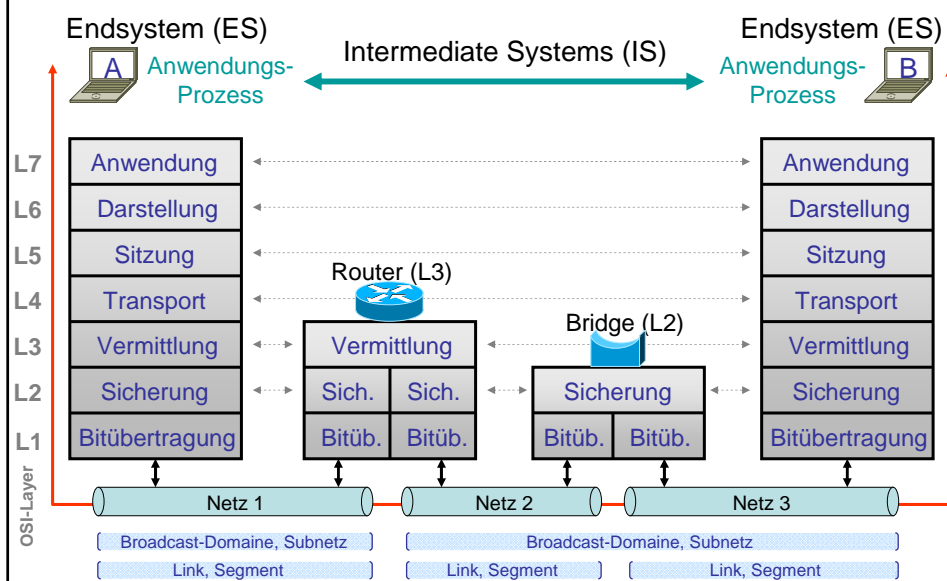 Endsystem (ES)
Intermediate Systems (IS)
Endsystem (ES)
A
Anwendungs-
Prozess
Anwendungs-
Prozess
B
L7
Anwendung
Anwendung
L6
Darstellung
Darstellung
L5
Sitzung
Sitzung
Router (L3)
L4
Transport
Transport
Bridge (L2)
L3
Vermittlung
Vermittlung
Vermittlung
L2
Sicherung
Sich.
Sich.
Sicherung
Sicherung
L1
Bitübertragung
Bitüb.
Bitüb.
Bitüb.
Bitüb.
Bitübertragung
OSI-Layer
Netz 1
Netz 2
Netz 3
Broadcast-Domaine, Subnetz
Broadcast-Domaine, Subnetz
Link, Segment
Link, Segment
Link, Segment